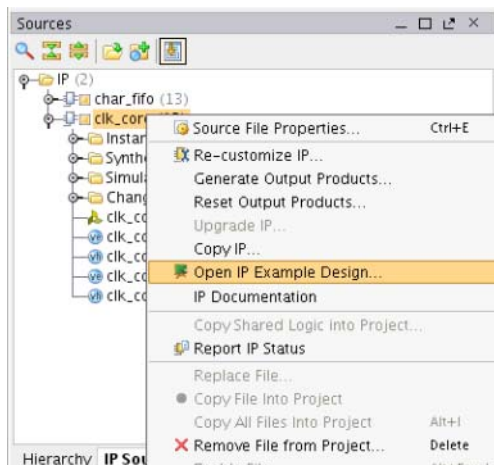 Sources
IP (2)
char_fifo (13)
clk_core
Instan
Synth
Simula
Chang
clk_co
clk_co
clk_co
clk_co
clk_co
Source File Properties... Ctrl+E
Re-customize IP...
Generate Output Products...
Reset Output Products...
Upgrade IP...
Copy IP...
Open IP Example Design...
IP Documentation
Copy Shared Logic into Project...
Report IP Status
Replace File...
Copy File Into Project
Copy All Files Into Project Alt+I
Remove File from Project... Delete
Hierarchy IP Sou